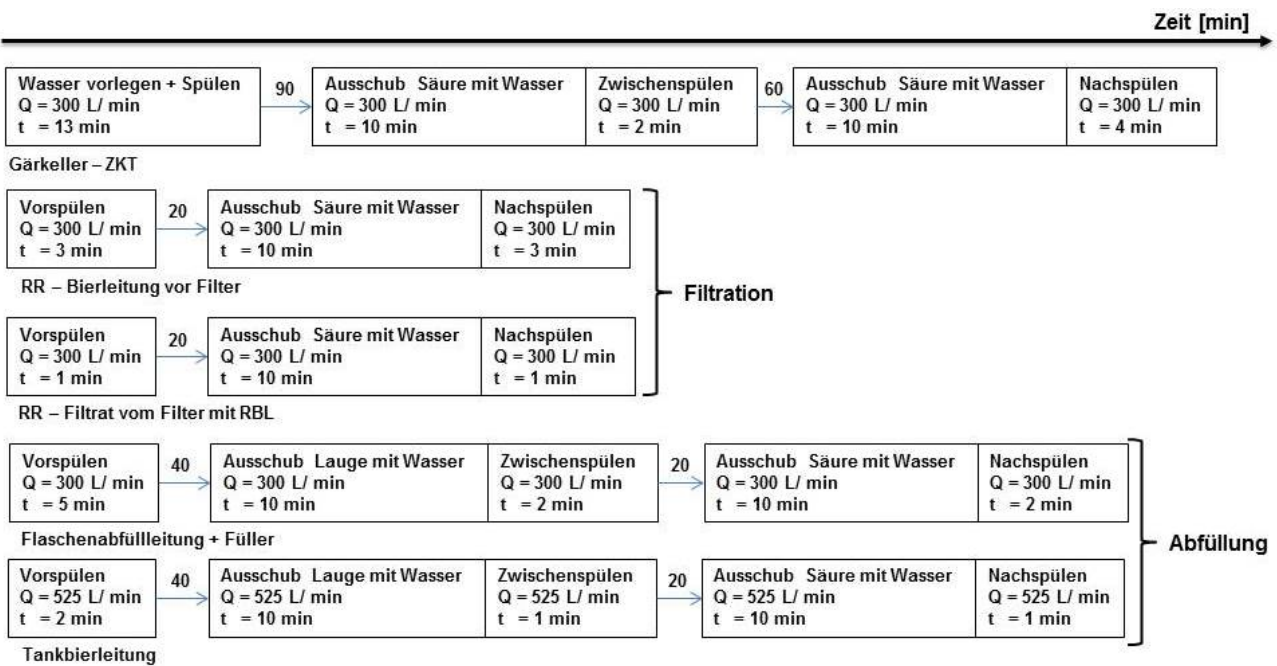 Zeit [min]
Wasser vorlegen + Spülen
Q = 300 L/ min
t = 13 min
90
Ausschub Säure mit Wasser
Q = 300 L/ min
t = 10 min
Zwischenspülen
Q = 300 L/ min
t = 2 min
60
Ausschub Säure mit Wasser
Q = 300 L/ min
t = 10 min
Nachspülen
Q = 300 L/ min
t = 4 min
Gärkeller – ZKT
Vorspülen
Q = 300 L/ min
t = 3 min
20
Ausschub Säure mit Wasser
Q = 300 L/ min
t = 10 min
Nachspülen
Q = 300 L/ min
t = 3 min
RR – Bierleitung vor Filter
Filtration
Vorspülen
Q = 300 L/ min
t = 1 min
20
Ausschub Säure mit Wasser
Q = 300 L/ min
t = 10 min
Nachspülen
Q = 300 L/ min
t = 1 min
RR – Filtrat vom Filter mit RBL
Vorspülen
Q = 300 L/ min
t = 5 min
40
Ausschub Lauge mit Wasser
Q = 300 L/ min
t = 10 min
Zwischenspülen
Q = 300 L/ min
t = 2 min
20
Ausschub Säure mit Wasser
Q = 300 L/ min
t = 10 min
Nachspülen
Q = 300 L/ min
t = 2 min
Flaschenabfüllleitung + Füller
Abfüllung
Vorspülen
Q = 525 L/ min
t = 2 min
40
Ausschub Lauge mit Wasser
Q = 525 L/ min
t = 10 min
Zwischenspülen
Q = 525 L/ min
t = 1 min
20
Ausschub Säure mit Wasser
Q = 525 L/ min
t = 10 min
Nachspülen
Q = 525 L/ min
t = 1 min
Tankbierleitung